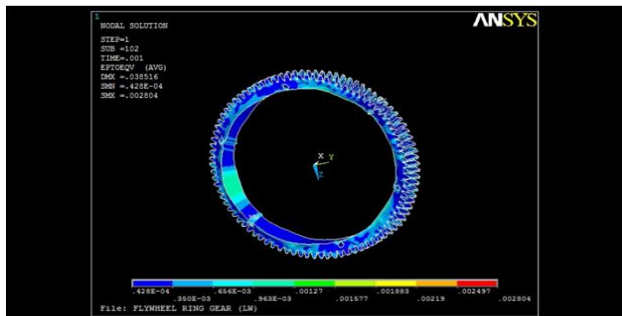 1
NODAL SOLUTION
STEP=1
SUB =102
TIME=.001
EPTOEQV (AVG)
DMX =.038516
SMN =.428E-04
SMX =.002804
ANSYS
X
Y
Z
.428E-04 .656E-03 .00127 .001883 .002497
.350E-03 .963E-03 .001577 .00219 .002804
File: FLYWHEEL RING GEAR (LW)